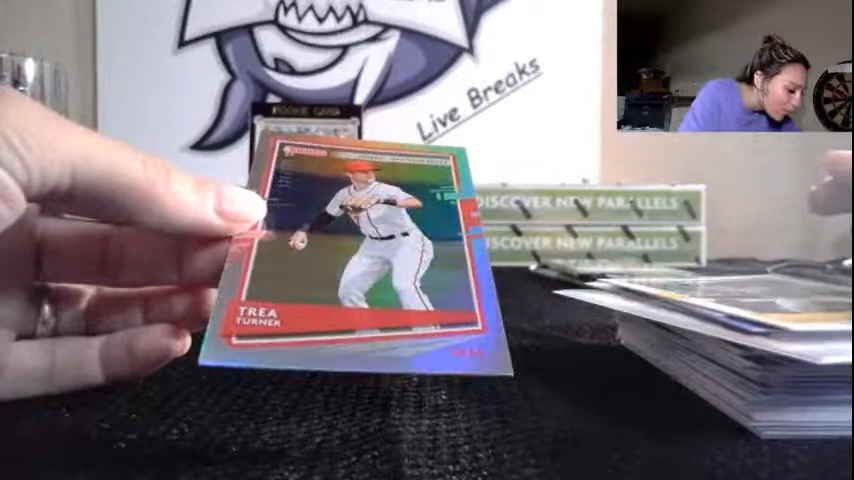 Live Breaks
ROOKIE CARD
TREA
TURNER
DISCOVER NEW PARALLELS
DISCOVER NEW PARALLELS